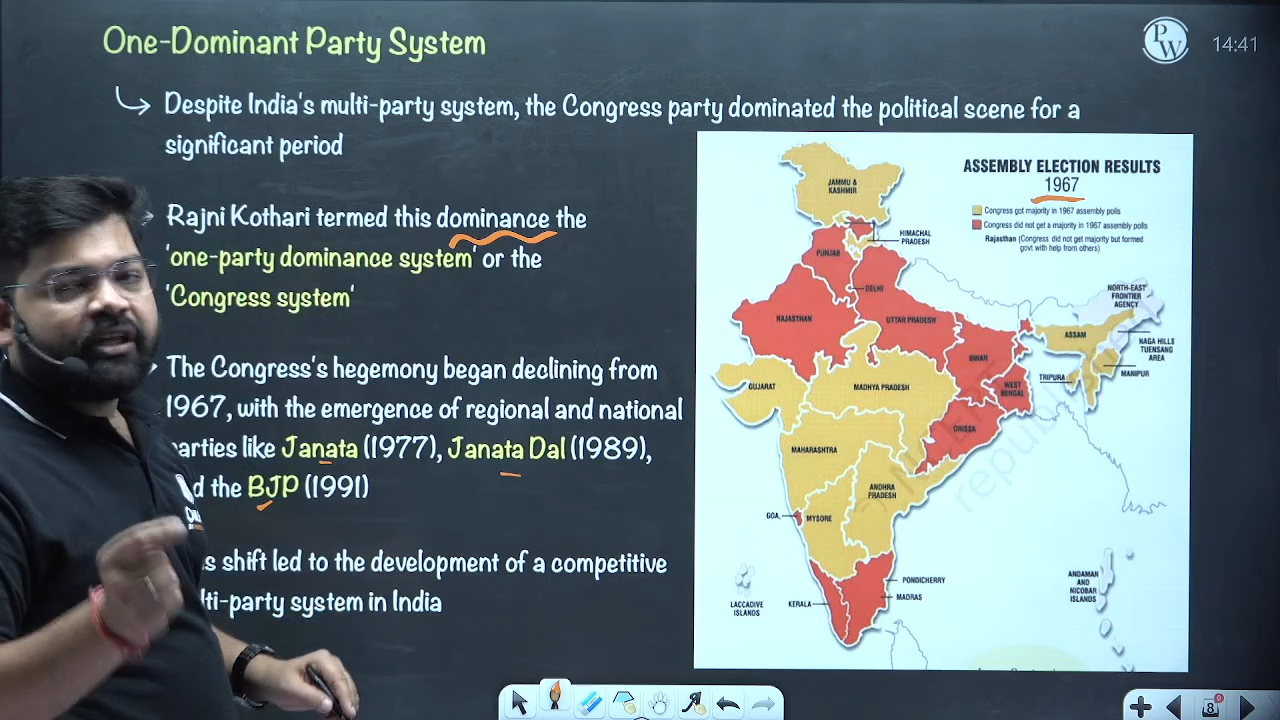 One-Dominant Party System
PW
14:41
Despite India's multi-party system, the Congress party dominated the political scene for a
significant period
Rajni Kothari termed this dominance the
'one-party dominance system' or the
'Congress system'
The Congress's hegemony began declining from
1967, with the emergence of regional and national
parties like Janata (1977), Janata Dal (1989),
d the BJP (1991)
s shift led to the development of a competitive
lti-party system in India
ASSEMBLY ELECTION RESULTS
1967
Congress got majority in 1967 assembly polls
Congress did not get a majority in 1967 assembly polls
Rajasthan (Congress did not get majority but formed
govt with help from others)
JAMMU &
KASHMIR
HIMACHAL
PRADESH
PUNJAB
DELHI
RAJASTHAN
UTTAR PRADESH
NORTH-EAST
FRONTIER
AGENCY
ASSAM
NAGA HILLS
TUENSANG
AREA
BIHAR
MANIPUR
TRIPURA
GUJARAT
MADHYA PRADESH
WEST
BENGAL
ORISSA
MAHARASHTRA
ANDHRA
PRADESH
GOA
MYSORE
PONDICHERRY
MADRAS
KERALA
LACCADIVE
ISLANDS
ANDAMAN
AND
NICOBAR
ISLANDS
republi
8
0